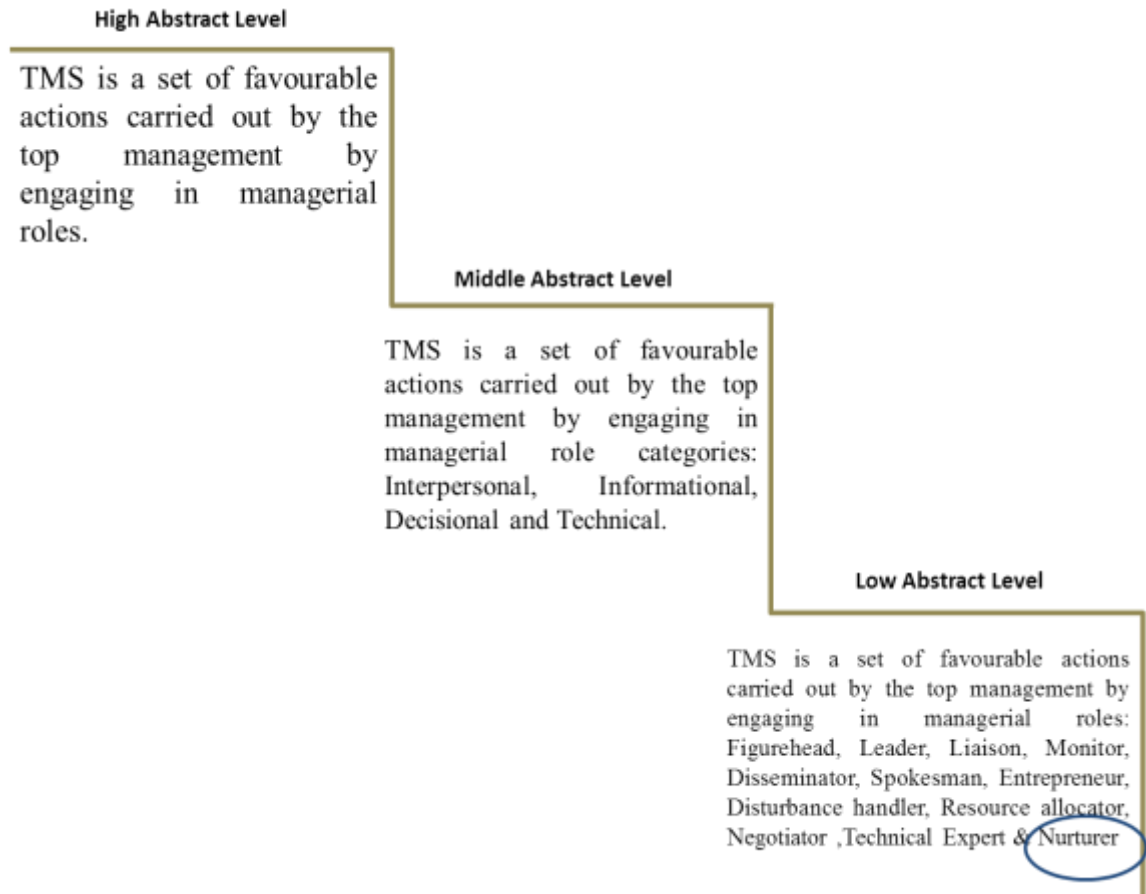 High Abstract Level
TMS is a set of favourable
actions carried out by the
top management by
engaging in managerial
roles.
Middle Abstract Level
TMS is a set of favourable
actions carried out by the top
management by engaging in
managerial role categories:
Interpersonal, Informational,
Decisional and Technical.
Low Abstract Level
TMS is a set of favourable actions
carried out by the top management by
engaging in managerial roles:
Figurehead, Leader, Liaison, Monitor,
Disseminator, Spokesman, Entrepreneur,
Disturbance handler, Resource allocator,
Negotiator ,Technical Expert & Nurturer